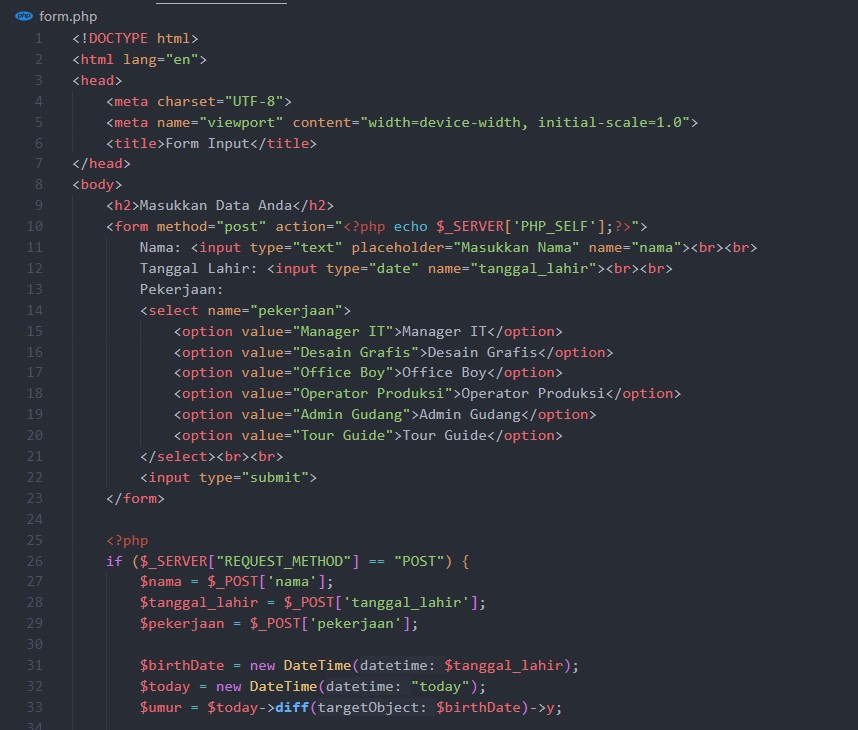 php form.php
1 <!DOCTYPE html>
2 <html lang="en">
3 <head>
4     <meta charset="UTF-8">
5     <meta name="viewport" content="width=device-width, initial-scale=1.0">
6     <title>Form Input</title>
7 </head>
8 <body>
9     <h2>Masukkan Data Anda</h2>
10     <form method="post" action="<?php echo $_SERVER['PHP_SELF'];?>">
11         Nama: <input type="text" placeholder="Masukkan Nama" name="nama"><br><br>
12         Tanggal Lahir: <input type="date" name="tanggal_lahir"><br><br>
13         Pekerjaan:
14         <select name="pekerjaan">
15             <option value="Manager IT">Manager IT</option>
16             <option value="Desain Grafis">Desain Grafis</option>
17             <option value="Office Boy">Office Boy</option>
18             <option value="Operator Produksi">Operator Produksi</option>
19             <option value="Admin Gudang">Admin Gudang</option>
20             <option value="Tour Guide">Tour Guide</option>
21         </select><br><br>
22         <input type="submit">
23     </form>
24
25     <?php
26     if ($_SERVER["REQUEST_METHOD"] == "POST") {
27         $nama = $_POST['nama'];
28         $tanggal_lahir = $_POST['tanggal_lahir'];
29         $pekerjaan = $_POST['pekerjaan'];
30
31         $birthDate = new DateTime(datetime: $tanggal_lahir);
32         $today = new DateTime(datetime: "today");
33         $umur = $today->diff(targetObject: $birthDate)->y;
34